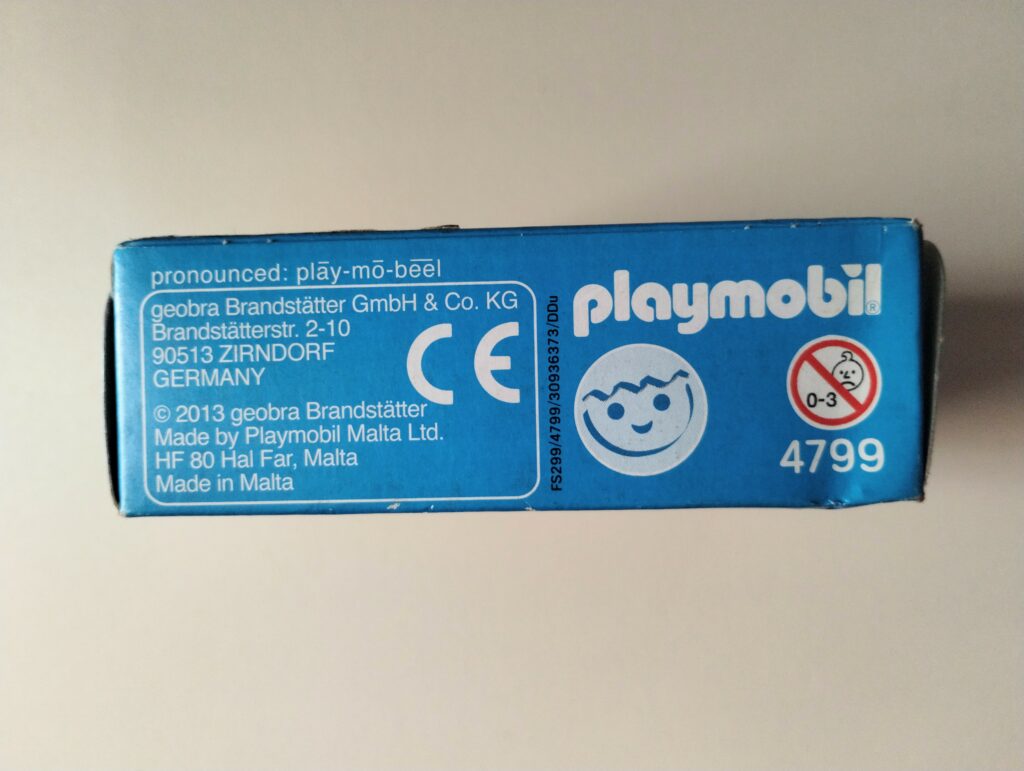 pronounced: plāy-mō-bēēl
geobra Brandstätter GmbH & Co. KG
Brandstätterstr. 2-10
90513 ZIRNDORF
GERMANY
CE
© 2013 geobra Brandstätter
Made by Playmobil Malta Ltd.
HF 80 Hal Far, Malta
Made in Malta
FS299/4799/30936373/DDu
playmobil®
0-3
4799